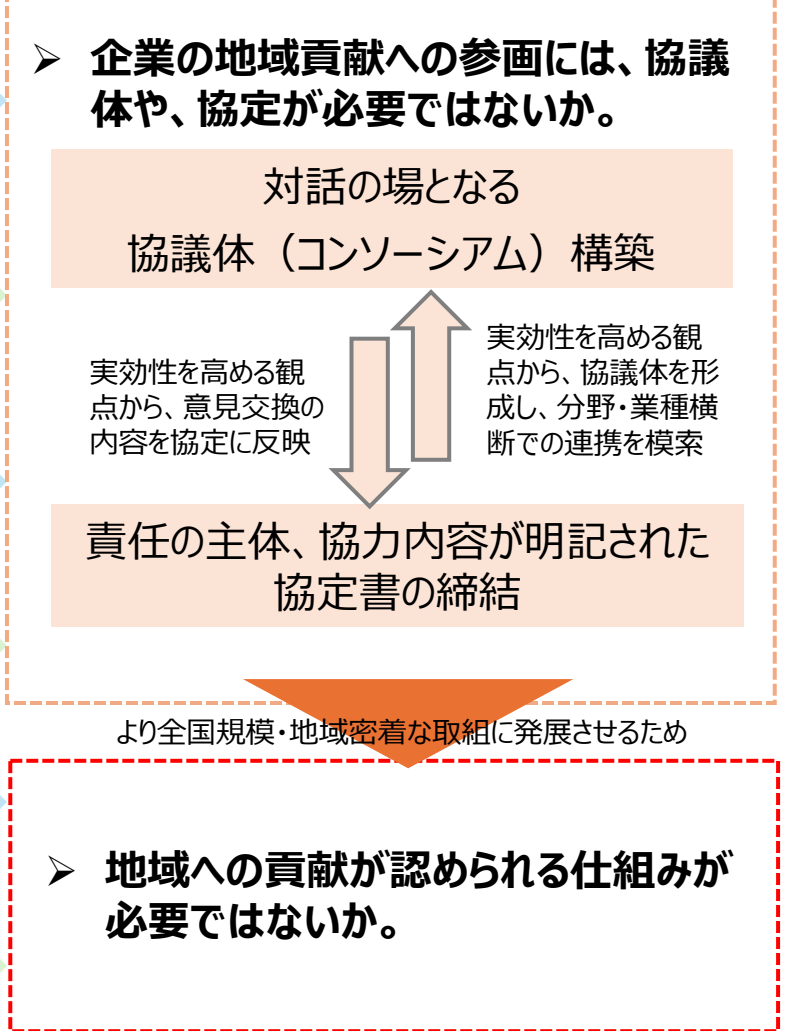 ➢ 企業の地域貢献への参画には、協議
体や、協定が必要ではないか。
対話の場となる
協議体（コンソーシアム）構築
実効性を高める観
点から、意見交換の
内容を協定に反映
実効性を高める観
点から、協議体を形
成し、分野・業種横
断での連携を模索
責任の主体、協力内容が明記された
協定書の締結
より全国規模・地域密着な取組に発展させるため
➢ 地域への貢献が認められる仕組みが
必要ではないか。